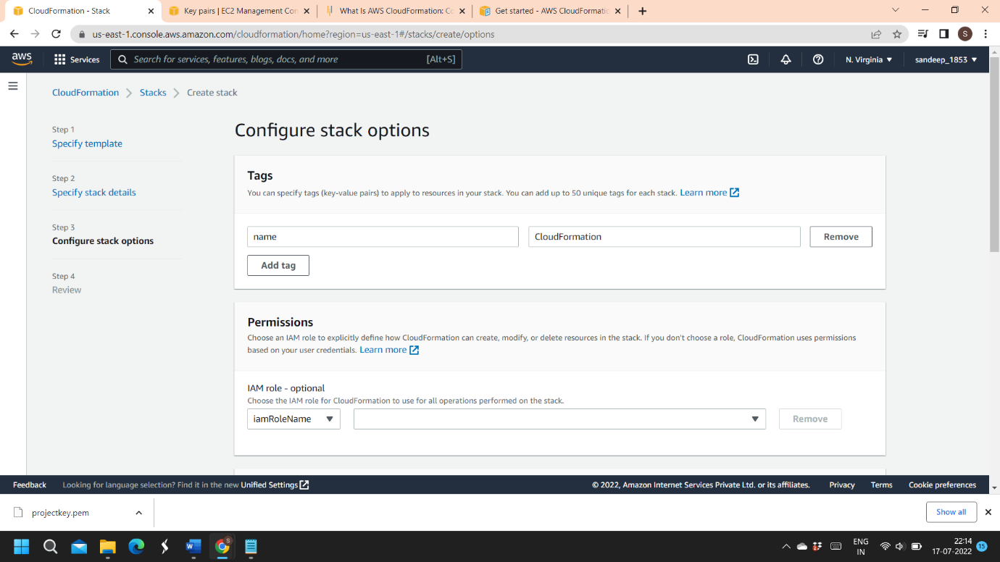 CloudFormation - Stack
Key pairs | EC2 Management Con
What Is AWS CloudFormation: Co
Get started - AWS CloudFormatio
us-east-1.console.aws.amazon.com/cloudformation/home?region=us-east-1#/stacks/create/options
S
aws
Services
Search for services, features, blogs, docs, and more
[Alt+S]
N. Virginia
sandeep_1853
CloudFormation
Stacks
Create stack
Step 1
Specify template
Step 2
Specify stack details
Step 3
Configure stack options
Step 4
Review
Configure stack options
Tags
You can specify tags (key-value pairs) to apply to resources in your stack. You can add up to 50 unique tags for each stack. Learn more
name
CloudFormation
Remove
Add tag
Permissions
Choose an IAM role to explicitly define how CloudFormation can create, modify, or delete resources in the stack. If you don't choose a role, CloudFormation uses permissions
based on your user credentials. Learn more
IAM role - optional
Choose the IAM role for CloudFormation to use for all operations performed on the stack.
iamRoleName
Remove
Feedback
Looking for language selection? Find it in the new Unified Settings
© 2022, Amazon Internet Services Private Ltd. or its affiliates.
Privacy
Terms
Cookie preferences
projectkey.pem
Show all
ENG
IN
22:14
17-07-2022
15